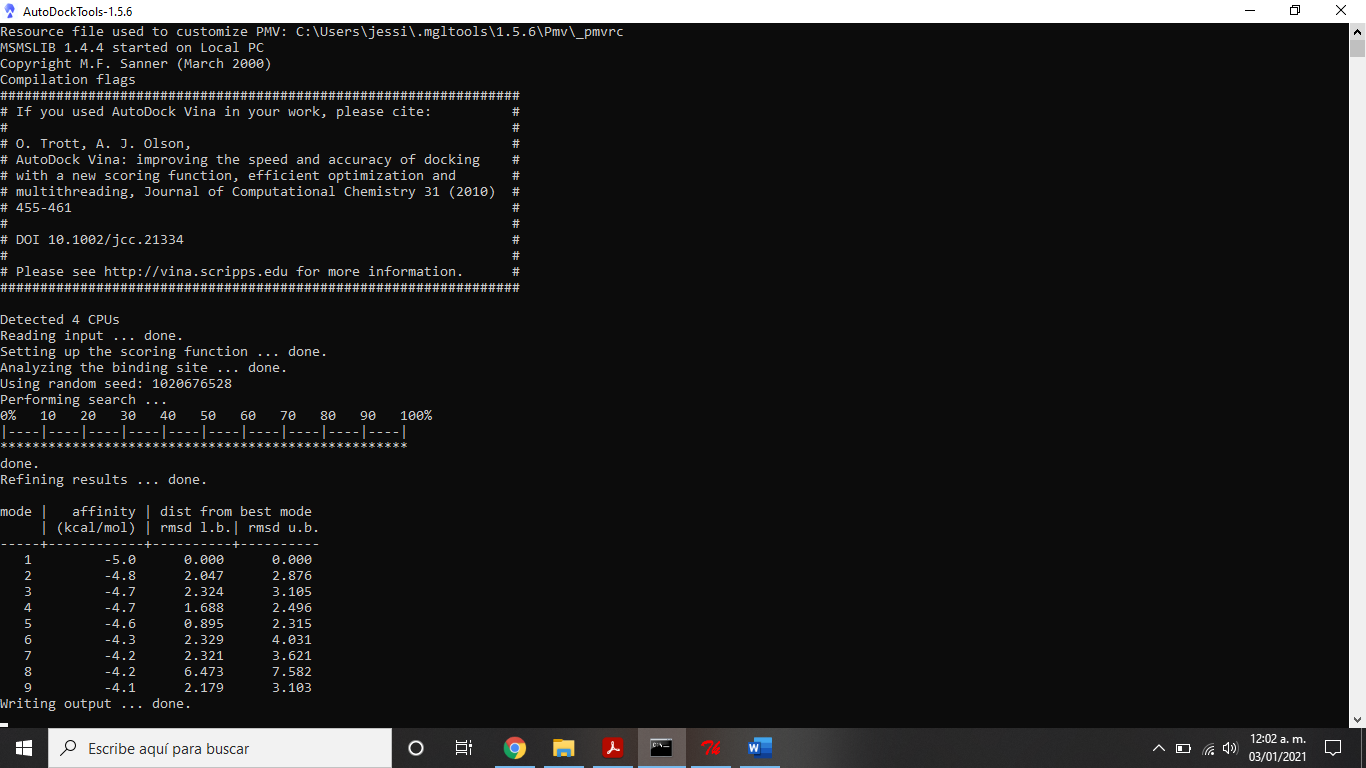 AutoDockTools-1.5.6
Resource file used to customize PMV: C:\Users\jessi\.mgltools\1.5.6\Pmv\_pmvrc
MSMSLIB 1.4.4 started on Local PC
Copyright M.F. Sanner (March 2000)
Compilation flags
#################################################################
# If you used AutoDock Vina in your work, please cite:          #
#                                                               #
# O. Trott, A. J. Olson,                                        #
# AutoDock Vina: improving the speed and accuracy of docking    #
# with a new scoring function, efficient optimization and       #
# multithreading, Journal of Computational Chemistry 31 (2010)  #
# 455-461                                                       #
#                                                               #
# DOI 10.1002/jcc.21334                                         #
#                                                               #
# Please see http://vina.scripps.edu for more information.      #
#################################################################
Detected 4 CPUs
Reading input ... done.
Setting up the scoring function ... done.
Analyzing the binding site ... done.
Using random seed: 1020676528
Performing search ...
0%   10   20   30   40   50   60   70   80   90   100%
|----|----|----|----|----|----|----|----|----|----|
***************************************************
done.
Refining results ... done.
mode |   affinity | dist from best mode
     | (kcal/mol) | rmsd l.b.| rmsd u.b.
-----+------------+----------+----------
   1         -5.0      0.000      0.000
   2         -4.8      2.047      2.876
   3         -4.7      2.324      3.105
   4         -4.7      1.688      2.496
   5         -4.6      0.895      2.315
   6         -4.3      2.329      4.031
   7         -4.2      2.321      3.621
   8         -4.2      6.473      7.582
   9         -4.1      2.179      3.103
Writing output ... done.
Escribe aquí para buscar
12:02 a. m.
03/01/2021